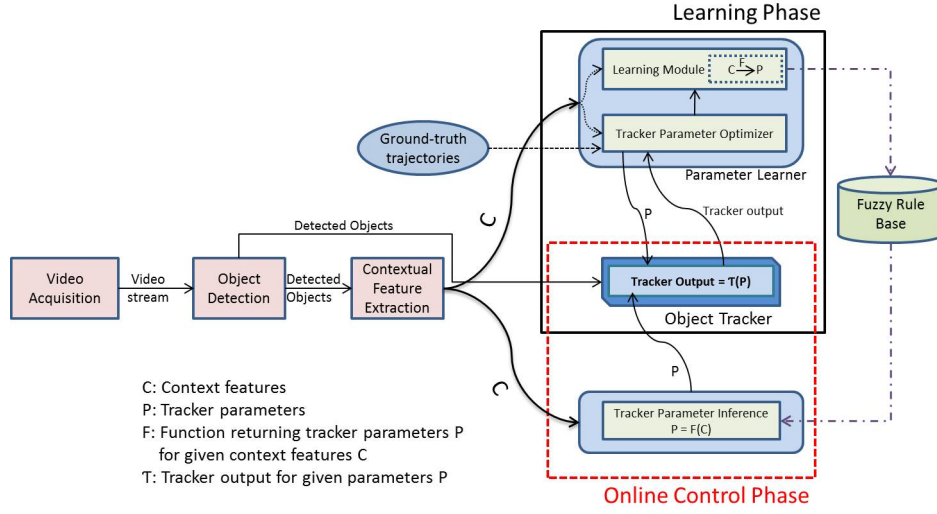 Learning Phase
Learning Module
F
C → P
Tracker Parameter Optimizer
Parameter Learner
Ground-truth
trajectories
C
P
Tracker output
Fuzzy Rule
Base
Detected Objects
Video
Acquisition
Video
stream
Object
Detection
Detected
Objects
Contextual
Feature
Extraction
Tracker Output = Ƭ(P)
Object Tracker
C
P
Tracker Parameter Inference
P = F(C)
Online Control Phase
C: Context features
P: Tracker parameters
F: Function returning tracker parameters P
for given context features C
Ƭ: Tracker output for given parameters P